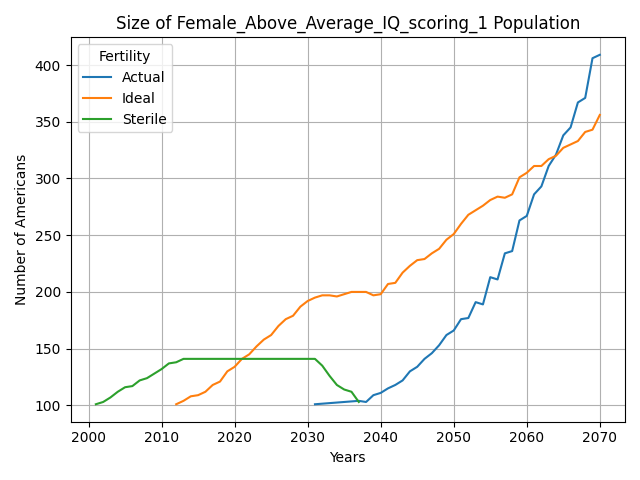 Size of Female_Above_Average_IQ_scoring_1 Population
Fertility
Actual
Ideal
Sterile
Number of Americans
400
350
300
250
200
150
100
2000 2010 2020 2030 2040 2050 2060 2070
Years